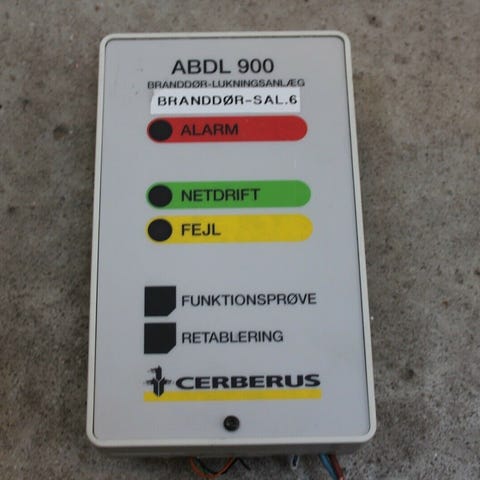 ABDL 900
BRANDDØR-LUKNINGSANLÆG
BRANDDØR-SAL.6
ALARM
NETDRIFT
FEJL
FUNKTIONSPRØVE
RETABLERING
CERBERUS